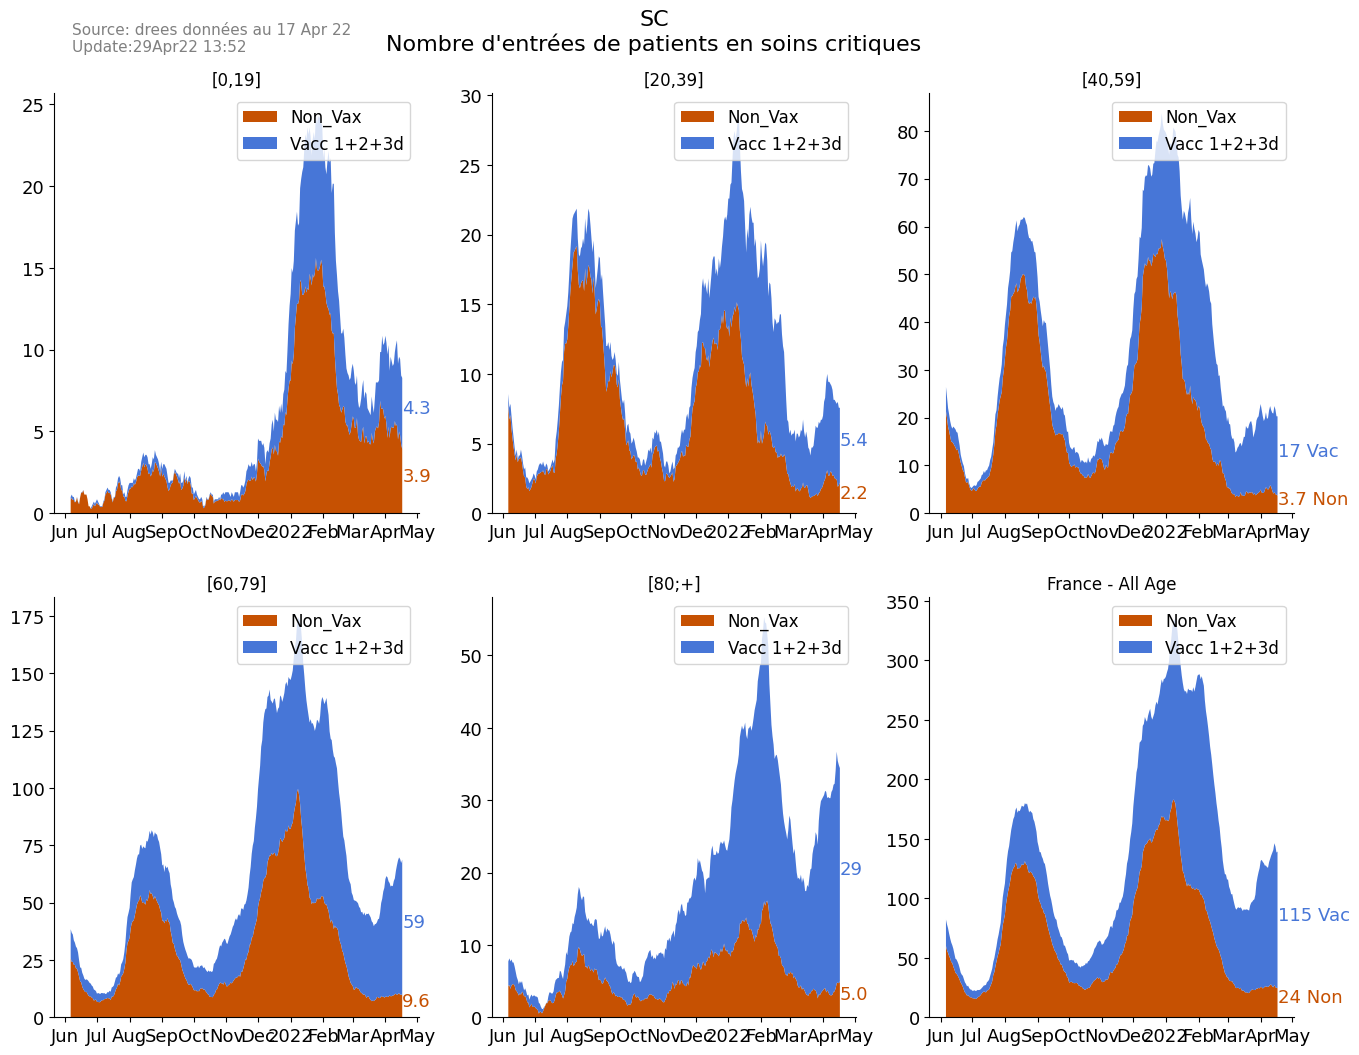 Source: drees données au 17 Apr 22
Update:29Apr22 13:52
SC
Nombre d'entrées de patients en soins critiques
[0,19]
Non_Vax
Vacc 1+2+3d
25
20
15
10
5
0
4.3
3.9
Jun Jul Aug Sep Oct Nov Dec 2022 Feb Mar Apr May
[20,39]
Non_Vax
Vacc 1+2+3d
30
25
20
15
10
5
0
5.4
2.2
Jun Jul Aug Sep Oct Nov Dec 2022 Feb Mar Apr May
[40,59]
Non_Vax
Vacc 1+2+3d
80
70
60
50
40
30
20
10
0
17 Vac
3.7 Non
Jun Jul Aug Sep Oct Nov Dec 2022 Feb Mar Apr May
[60,79]
Non_Vax
Vacc 1+2+3d
175
150
125
100
75
50
25
0
59
9.6
Jun Jul Aug Sep Oct Nov Dec 2022 Feb Mar Apr May
[80;+]
Non_Vax
Vacc 1+2+3d
50
40
30
20
10
0
29
5.0
Jun Jul Aug Sep Oct Nov Dec 2022 Feb Mar Apr May
France - All Age
Non_Vax
Vacc 1+2+3d
350
300
250
200
150
100
50
0
115 Vac
24 Non
Jun Jul Aug Sep Oct Nov Dec 2022 Feb Mar Apr May